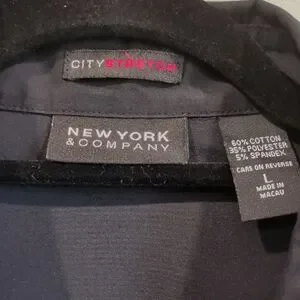 CITY STRETCH
NEW YORK
& COMPANY
60% COTTON
35% POLYESTER
5% SPANDEX
CARE ON REVERSE
L
MADE IN
MACAU